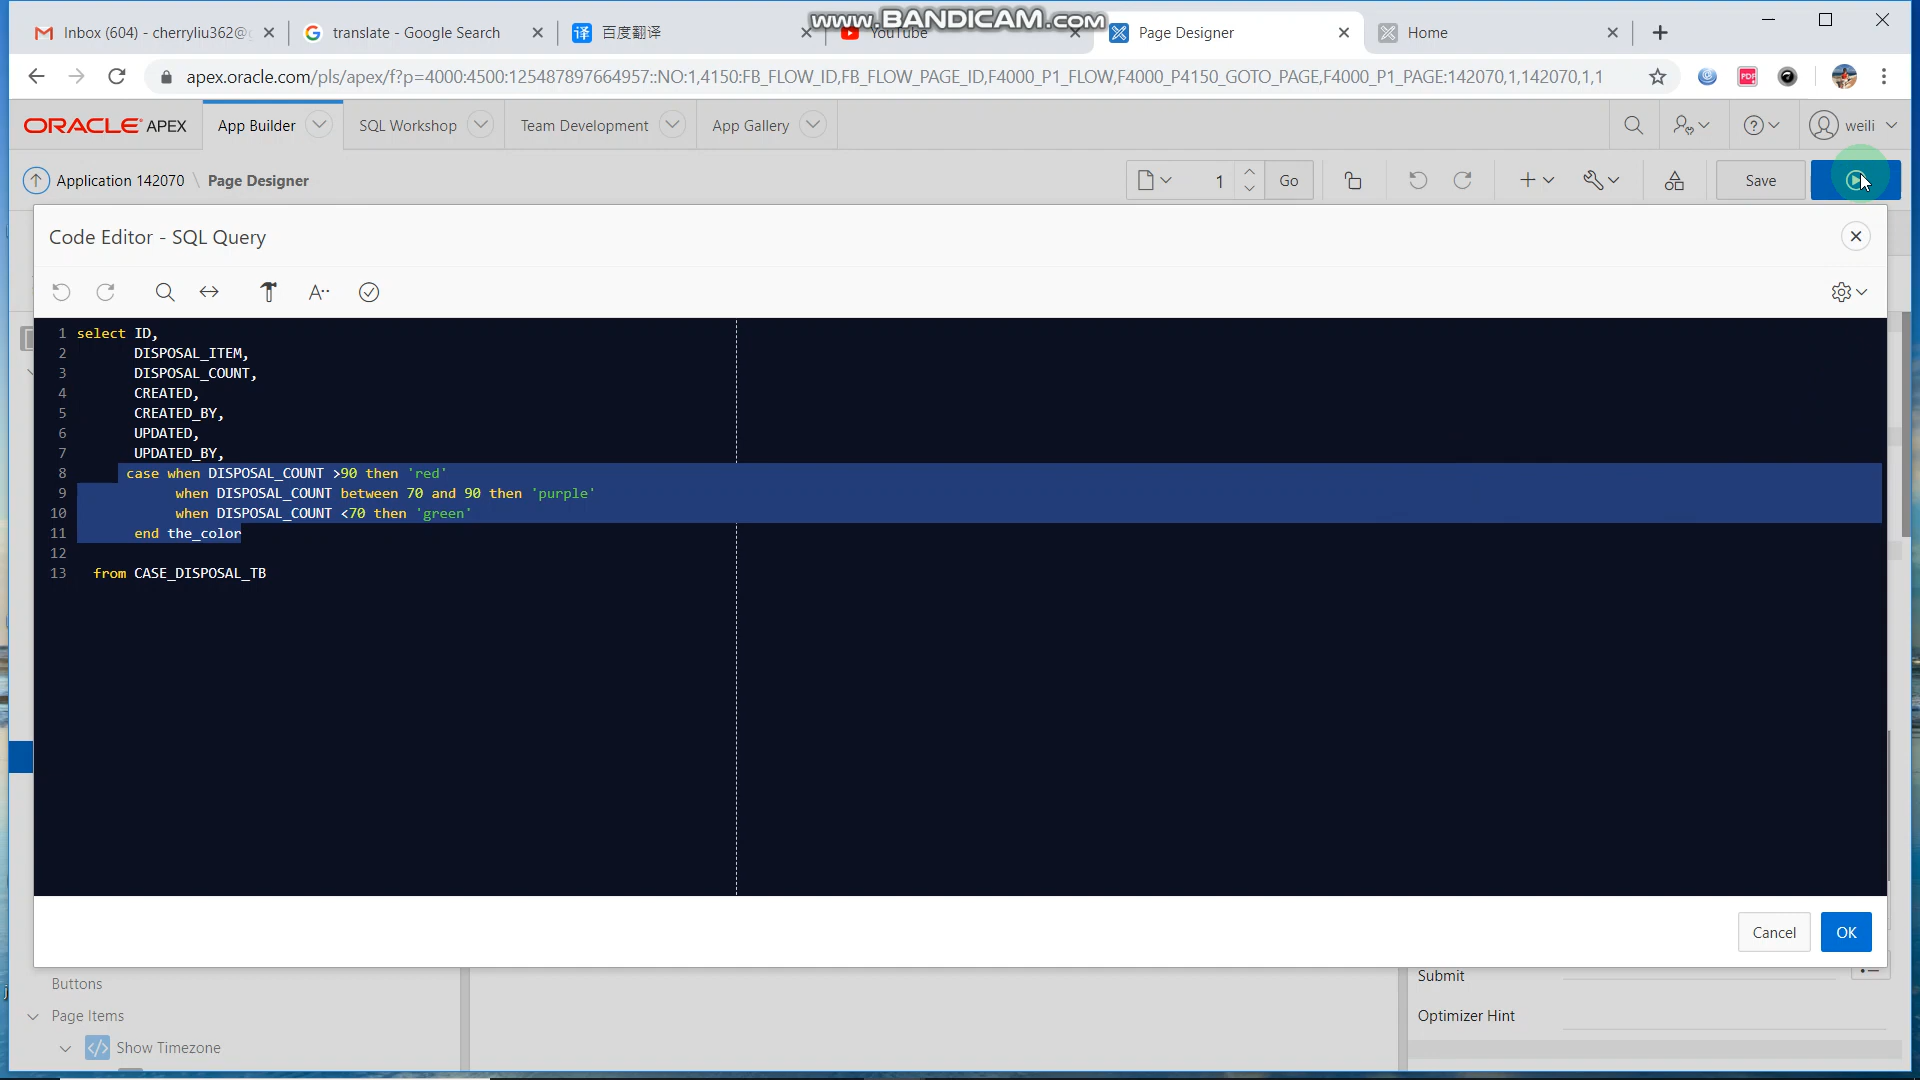 www.BANDICAM.com
Inbox (604) - cherryliu362@
translate - Google Search
百度翻译
YouTube
Page Designer
Home
apex.oracle.com/pls/apex/f?p=4000:4500:125487897664957::NO:1,4150:FB_FLOW_ID,FB_FLOW_PAGE_ID,F4000_P1_FLOW,F4000_P4150_GOTO_PAGE,F4000_P1_PAGE:142070,1,142070,1,1
PDF
ORACLE APEX
App Builder
SQL Workshop
Team Development
App Gallery
weili
Application 142070 \ Page Designer
1
Go
Save
Code Editor - SQL Query
1 select ID,
2 DISPOSAL_ITEM,
3 DISPOSAL_COUNT,
4 CREATED,
5 CREATED_BY,
6 UPDATED,
7 UPDATED_BY,
8 case when DISPOSAL_COUNT >90 then 'red'
9 when DISPOSAL_COUNT between 70 and 90 then 'purple'
10 when DISPOSAL_COUNT <70 then 'green'
11 end the_color
12
13 from CASE_DISPOSAL_TB
Cancel
OK
Buttons
Submit
Page Items
Optimizer Hint
Show Timezone